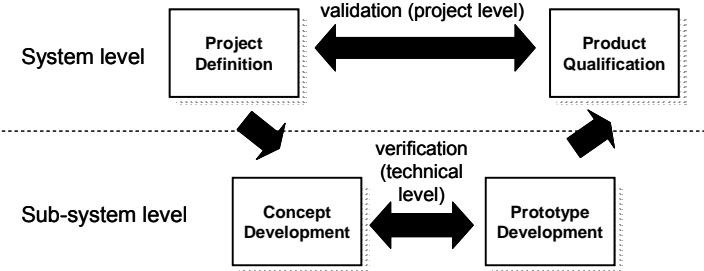 validation (project level)
System level
Project
Definition
Product
Qualification
verification
(technical
level)
Sub-system level
Concept
Development
Prototype
Development